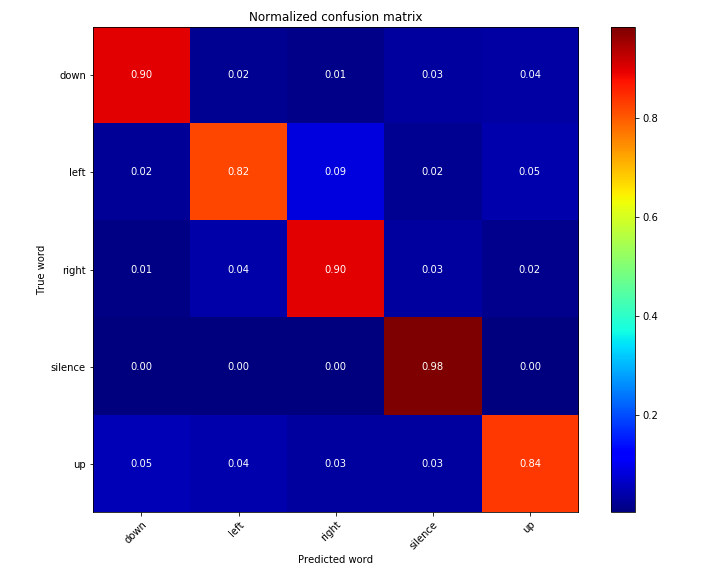 Normalized confusion matrix
True word
down 0.90 0.02 0.01 0.03 0.04
left 0.02 0.82 0.09 0.02 0.05
right 0.01 0.04 0.90 0.03 0.02
silence 0.00 0.00 0.00 0.98 0.00
up 0.05 0.04 0.03 0.03 0.84
down left right silence up
Predicted word
0.8
0.6
0.4
0.2